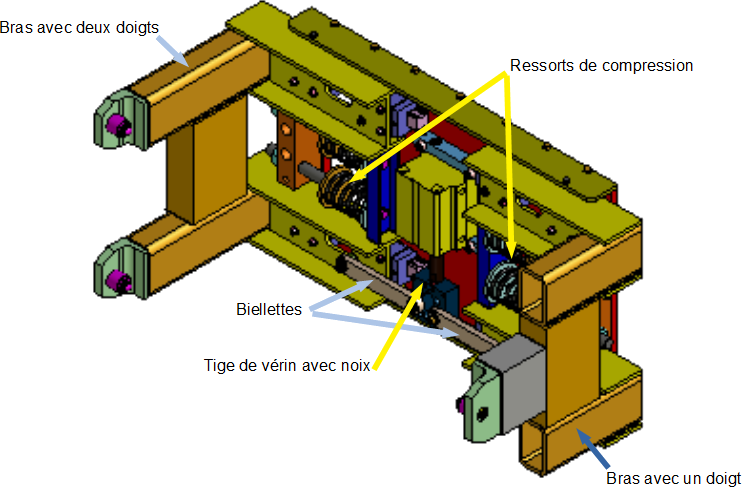 Bras avec deux doigts
Ressorts de compression
Biellettes
Tige de vérin avec noix
Bras avec un doigt